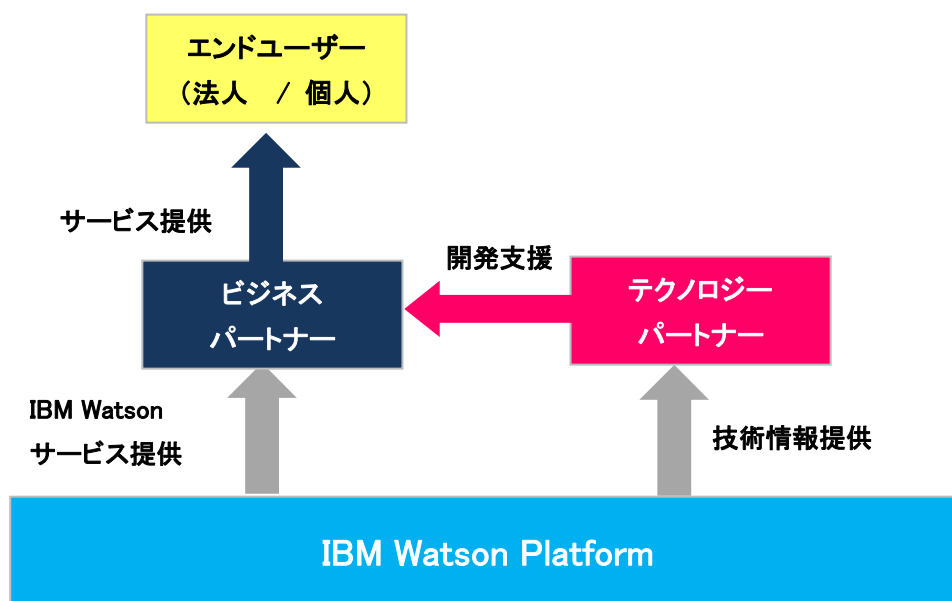 エンドユーザー
（法人　/ 個人）
サービス提供
開発支援
ビジネス
パートナー
テクノロジー
パートナー
IBM Watson
サービス提供
技術情報提供
IBM Watson Platform